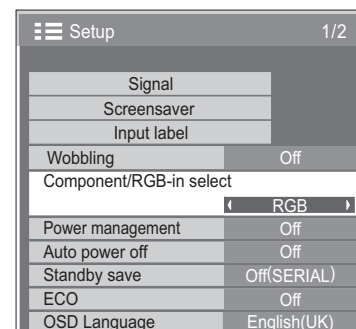 Setup 1/2
Signal
Screensaver
Input label
Wobbling Off
Component/RGB-in select
RGB
Power management Off
Auto power off Off
Standby save Off(SERIAL)
ECO Off
OSD Language English(UK)